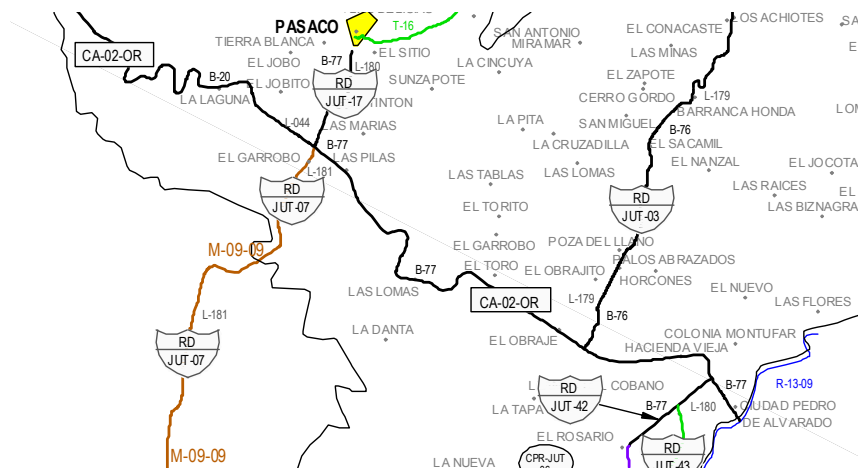 PASACO
T-16
TIERRA BLANCA
SAN ANTONIO
MIRAMAR
EL CONACASTE
LOS ACHIOTES
CA-02-OR
EL JOBO
B-77
EL SITIO
L-180
LA CINCUYA
LAS MINAS
B-20
EL JOBITO
RD
JUT-17
SUNZAPOTE
EL ZAPOTE
LA LAGUNA
CERRO GORDO
L-179
BARRANCA HONDA
L-044
LAS MARIAS
LA PITA
SAN MIGUEL
B-76
B-77
LA CRUZADILLA
EL SACAMIL
EL GARROBO
LAS PILAS
L-181
LAS LOMAS
EL NANZAL
EL JOCOTA
RD
JUT-07
LAS TABLAS
RD
JUT-03
LAS RAICES
EL TORITO
LAS BIZNAGRA
M-09-09
EL GARROBO
POZA DEL LLANO
B-77
EL TORO
EL OBRAJITO
PALOS ABRAZADOS
HORCONES
LAS LOMAS
CA-02-OR
L-179
B-76
EL NUEVO
LAS FLORES
L-181
LA DANTA
RD
JUT-07
EL OBRAJE
COLONIA MONTUFAR
HACIENDA VIEJA
RD
JUT-42
COBANO
B-77
R-13-09
LA TAPA
B-77
L-180
CIUDAD PEDRO
DE ALVARADO
EL ROSARIO
M-09-09
LA NUEVA
CPR-JUT
RD
JUT-43